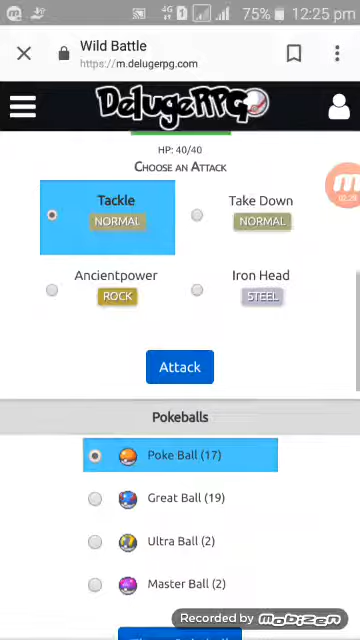 4G 1 75% 12:25 pm
Wild Battle
https://m.delugerpg.com
DelugeRPG
HP: 40/40
Choose an Attack
Tackle Take Down
NORMAL NORMAL
Ancientpower Iron Head
ROCK STEEL
Attack
Pokeballs
Poke Ball (17)
Great Ball (19)
Ultra Ball (2)
Master Ball (2)
Recorded by Mobizen